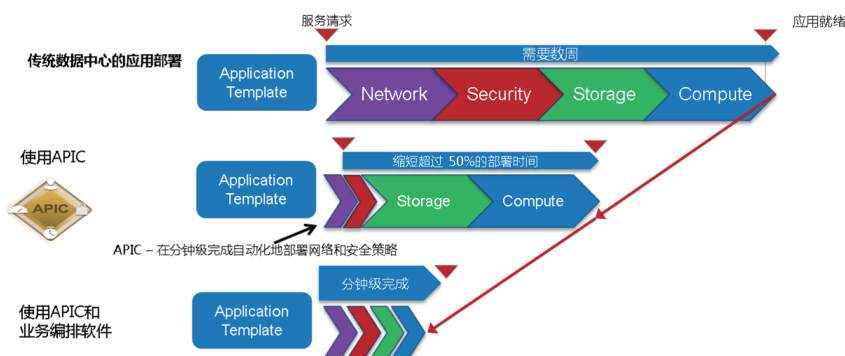 服务请求
应用就绪
传统数据中心的应用部署
Application
Template
需要数周
Network
Security
Storage
Compute
使用APIC
APIC
Application
Template
缩短超过 50%的部署时间
Storage
Compute
APIC – 在分钟级完成自动化地部署网络和安全策略
使用APIC和
业务编排软件
Application
Template
分钟级完成